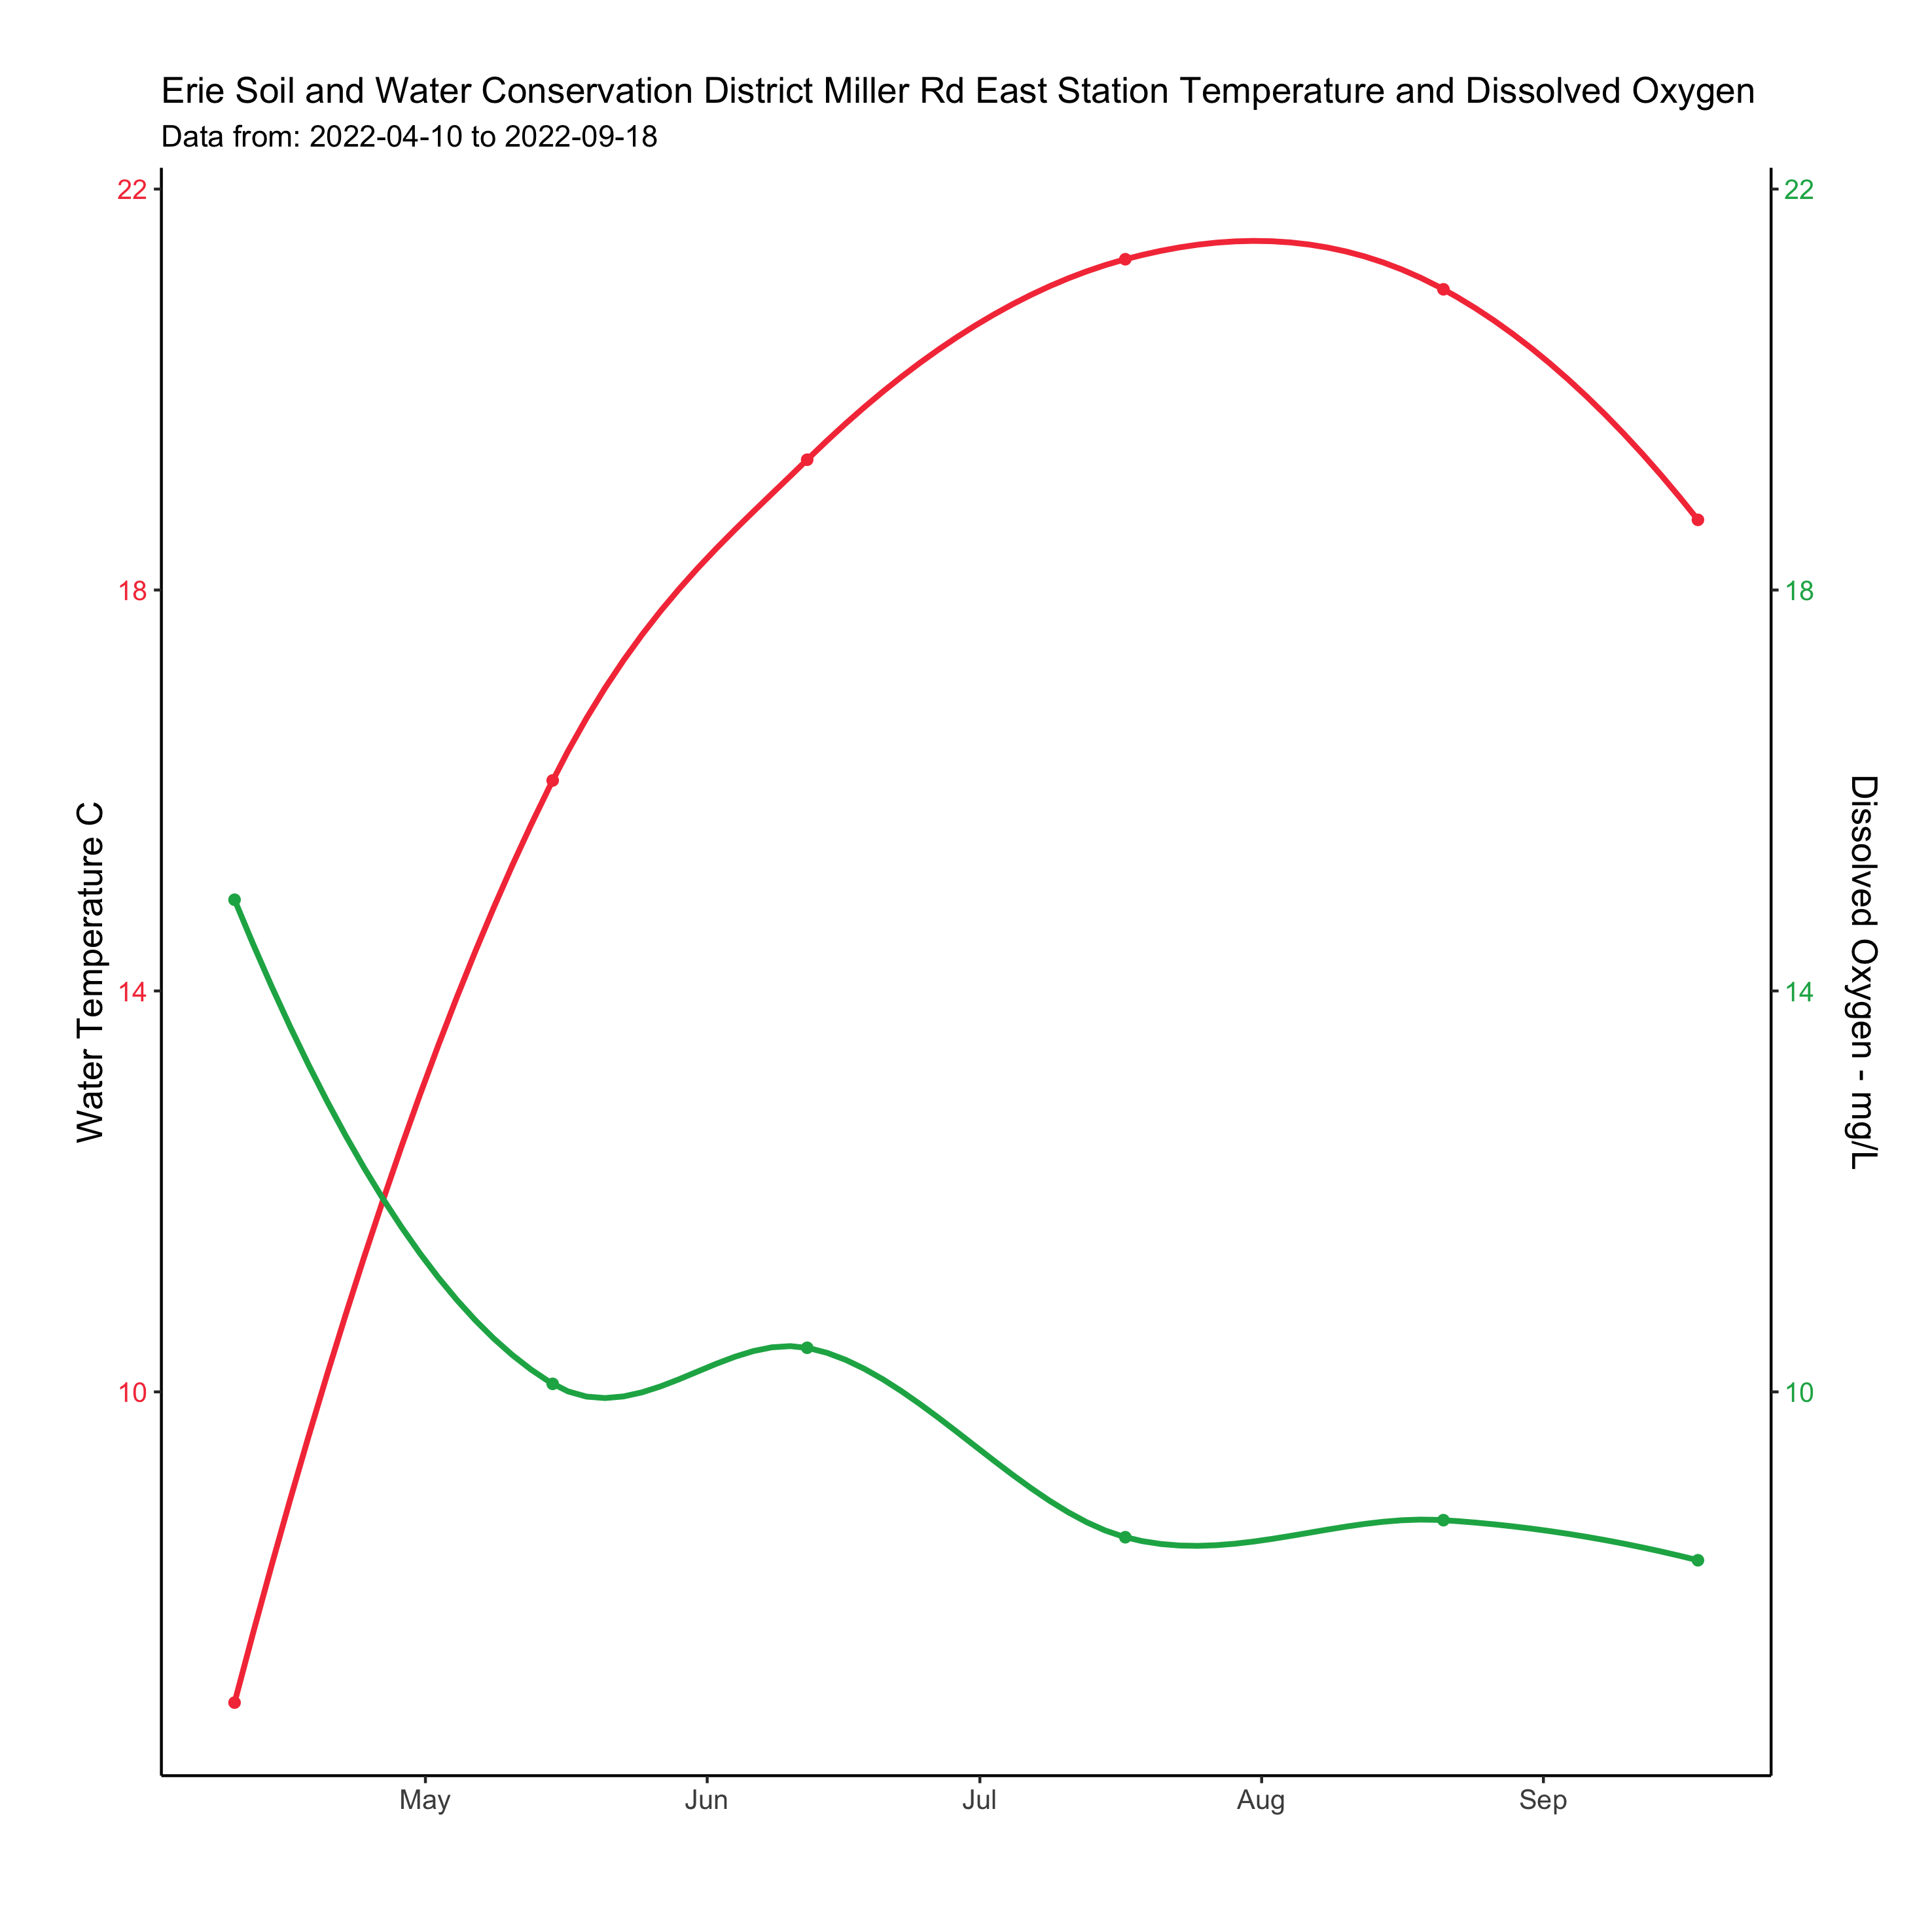 Erie Soil and Water Conservation District Miller Rd East Station Temperature and Dissolved Oxygen
Data from: 2022-04-10 to 2022-09-18
22
18
14
10
Water Temperature C
22
18
14
10
Dissolved Oxygen - mg/L
May Jun Jul Aug Sep